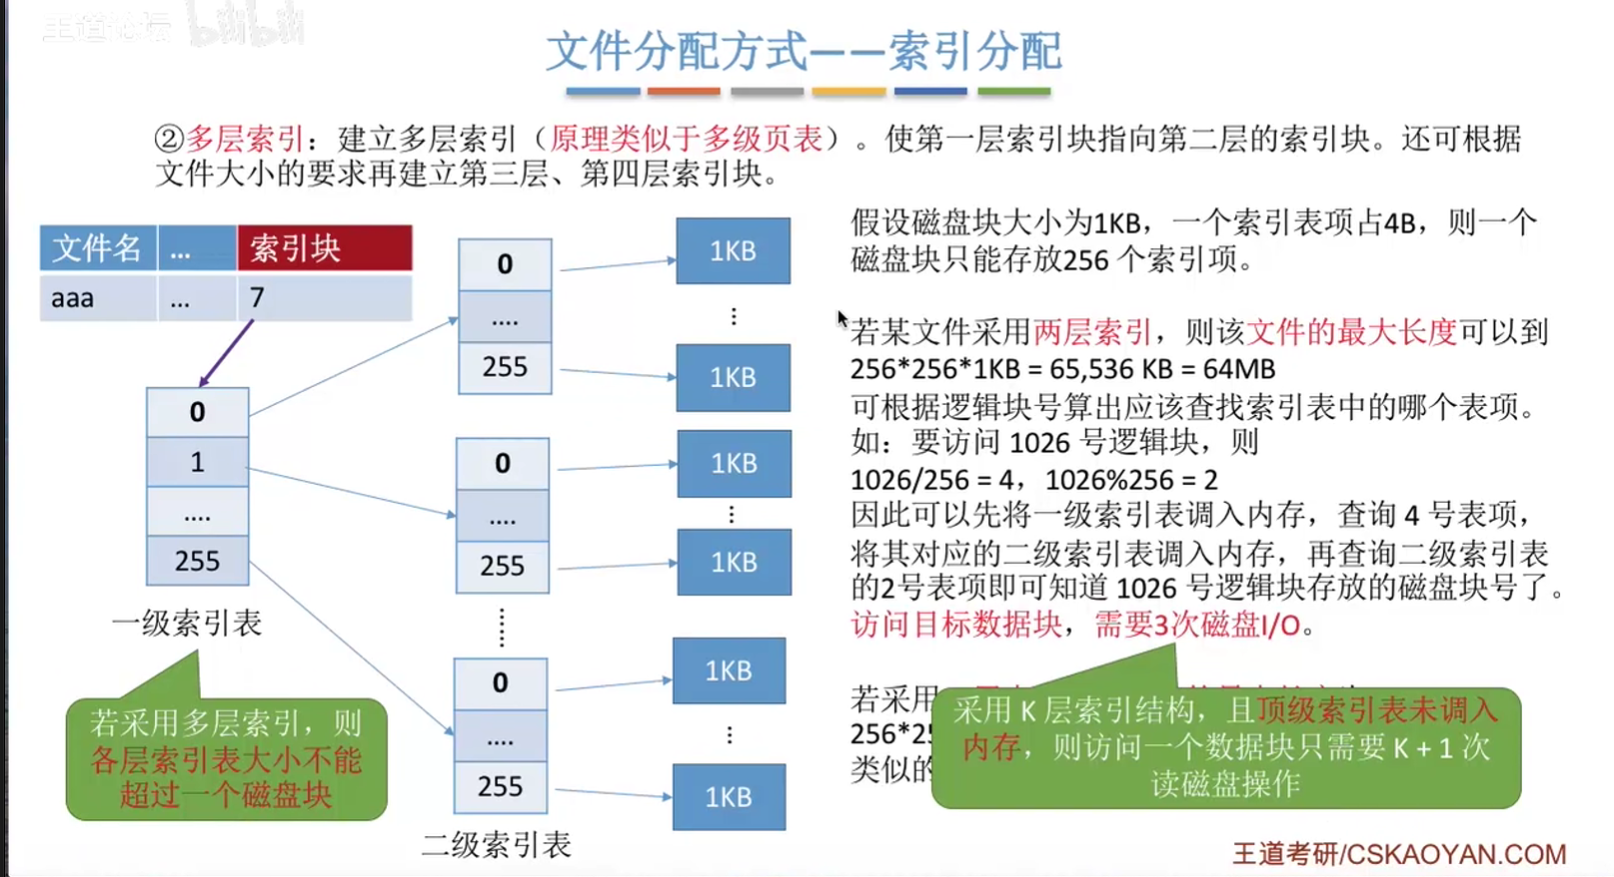 王道论坛 bilibili
文件分配方式——索引分配
②多层索引：建立多层索引（原理类似于多级页表）。使第一层索引块指向第二层的索引块。还可根据
文件大小的要求再建立第三层、第四层索引块。
文件名 ... 索引块
aaa ... 7
0
1
....
255
一级索引表
若采用多层索引，则
各层索引表大小不能
超过一个磁盘块
0
....
255
0
....
255
0
....
255
二级索引表
1KB
1KB
1KB
1KB
1KB
1KB
假设磁盘块大小为1KB，一个索引表项占4B，则一个
磁盘块只能存放256 个索引项。
若某文件采用两层索引，则该文件的最大长度可以到
256*256*1KB = 65,536 KB = 64MB
可根据逻辑块号算出应该查找索引表中的哪个表项。
如：要访问 1026 号逻辑块，则
1026/256 = 4，1026%256 = 2
因此可以先将一级索引表调入内存，查询 4 号表项，
将其对应的二级索引表调入内存，再查询二级索引表
的2号表项即可知道 1026 号逻辑块存放的磁盘块号了。
访问目标数据块，需要3次磁盘I/O。
若采用
256*25
类似的
采用 K 层索引结构，且顶级索引表未调入
内存，则访问一个数据块只需要 K + 1 次
读磁盘操作
王道考研/CSKAOYAN.COM